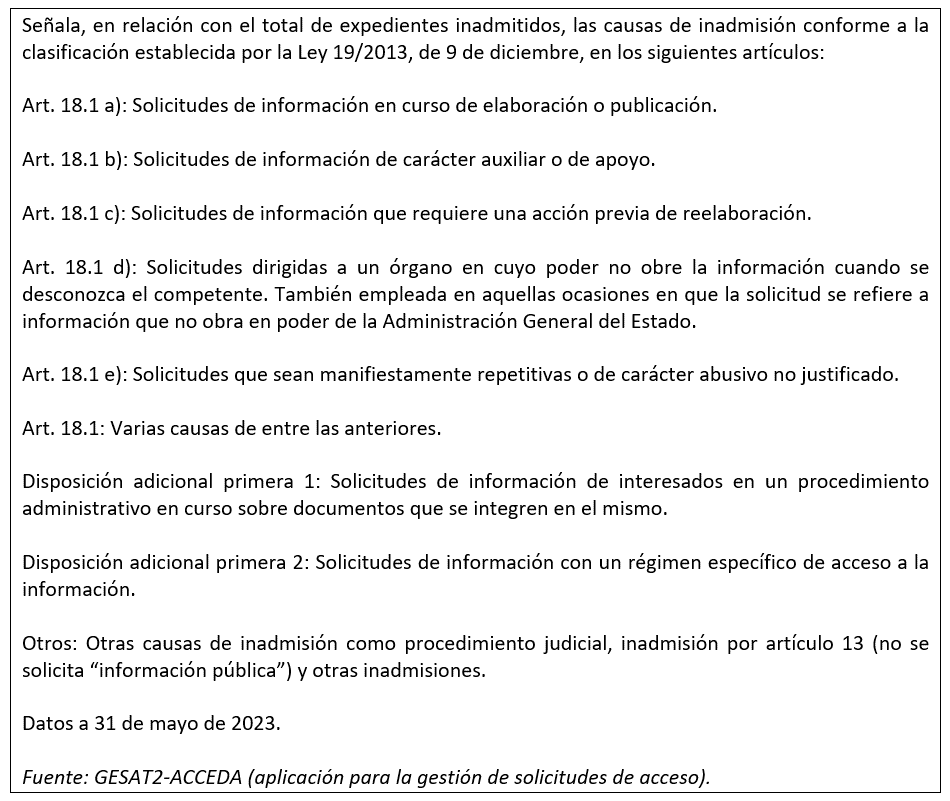 Señala, en relación con el total de expedientes inadmitidos, las causas de inadmisión conforme a la
clasificación establecida por la Ley 19/2013, de 9 de diciembre, en los siguientes artículos:
Art. 18.1 a): Solicitudes de información en curso de elaboración o publicación.
Art. 18.1 b): Solicitudes de información de carácter auxiliar o de apoyo.
Art. 18.1 c): Solicitudes de información que requiere una acción previa de reelaboración.
Art. 18.1 d): Solicitudes dirigidas a un órgano en cuyo poder no obre la información cuando se
desconozca el competente. También empleada en aquellas ocasiones en que la solicitud se refiere a
información que no obra en poder de la Administración General del Estado.
Art. 18.1 e): Solicitudes que sean manifiestamente repetitivas o de carácter abusivo no justificado.
Art. 18.1: Varias causas de entre las anteriores.
Disposición adicional primera 1: Solicitudes de información de interesados en un procedimiento
administrativo en curso sobre documentos que se integren en el mismo.
Disposición adicional primera 2: Solicitudes de información con un régimen específico de acceso a la
información.
Otros: Otras causas de inadmisión como procedimiento judicial, inadmisión por artículo 13 (no se
solicita “información pública”) y otras inadmisiones.
Datos a 31 de mayo de 2023.
Fuente: GESAT2-ACCEDA (aplicación para la gestión de solicitudes de acceso).